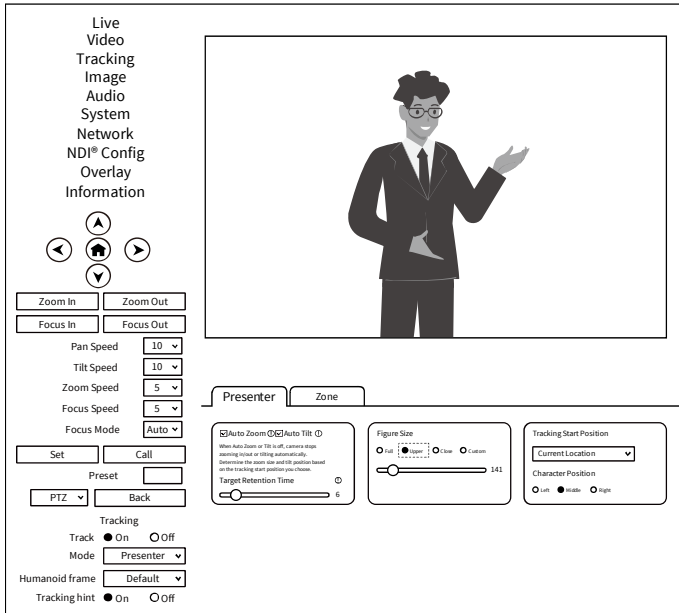 Live
Video
Tracking
Image
Audio
System
Network
NDI® Config
Overlay
Information
Zoom In Zoom Out
Focus In Focus Out
Pan Speed 10
Tilt Speed 10
Zoom Speed 5
Focus Speed 5
Focus Mode Auto
Set Call
Preset
PTZ Back
Tracking
Track On Off
Mode Presenter
Humanoid frame Default
Tracking hint On Off
Presenter Zone
Auto Zoom Auto Tilt
When Auto Zoom or Tilt is off, camera stops
zooming in/out or tilting automatically.
Determine the zoom size and tilt position based
on the tracking start position you choose.
Target Retention Time
6
Figure Size
Full Upper Close Custom
141
Tracking Start Position
Current Location
Character Position
Left Middle Right